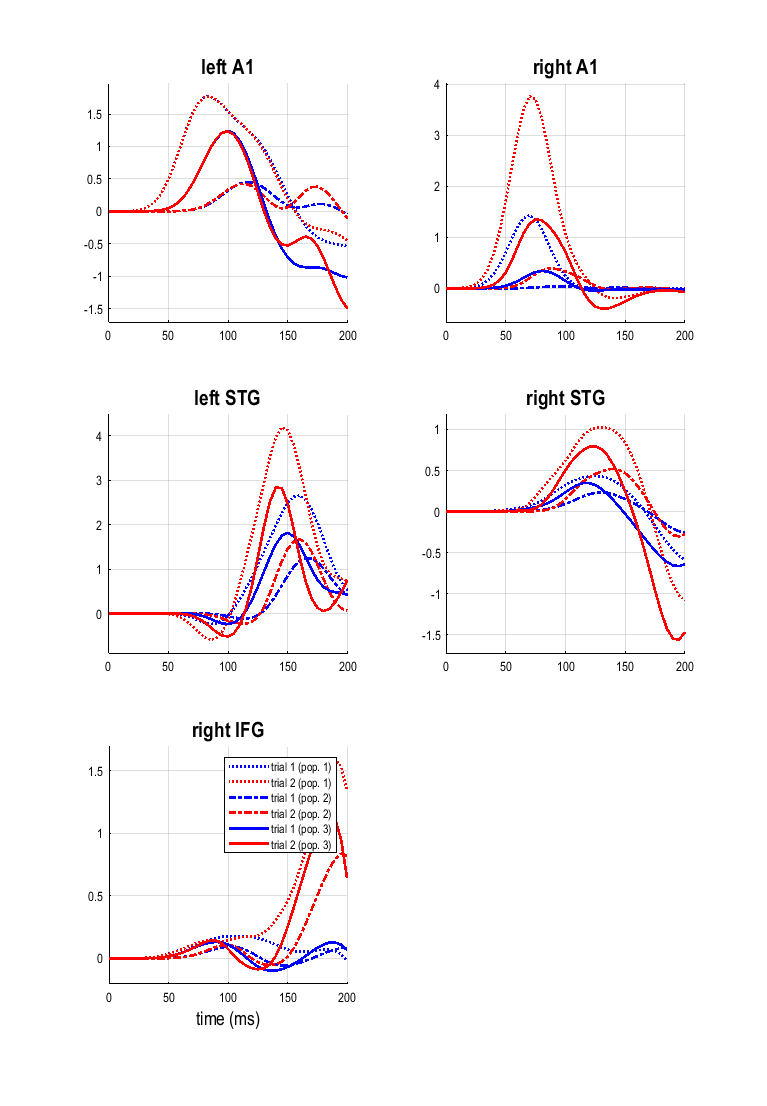 left A1
1.5
1
0.5
0
-0.5
-1
-1.5
0 50 100 150 200
right A1
4
3
2
1
0
0 50 100 150 200
left STG
4
3
2
1
0
0 50 100 150 200
right STG
1
0.5
0
-0.5
-1
-1.5
0 50 100 150 200
right IFG
1.5
1
0.5
0
trial 1 (pop. 1)
trial 2 (pop. 1)
trial 1 (pop. 2)
trial 2 (pop. 2)
trial 1 (pop. 3)
trial 2 (pop. 3)
0 50 100 150 200
time (ms)